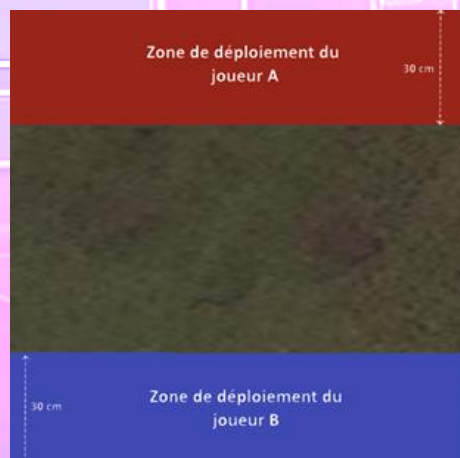 Zone de déploiement du
joueur A
30 cm
30 cm
Zone de déploiement du
joueur B